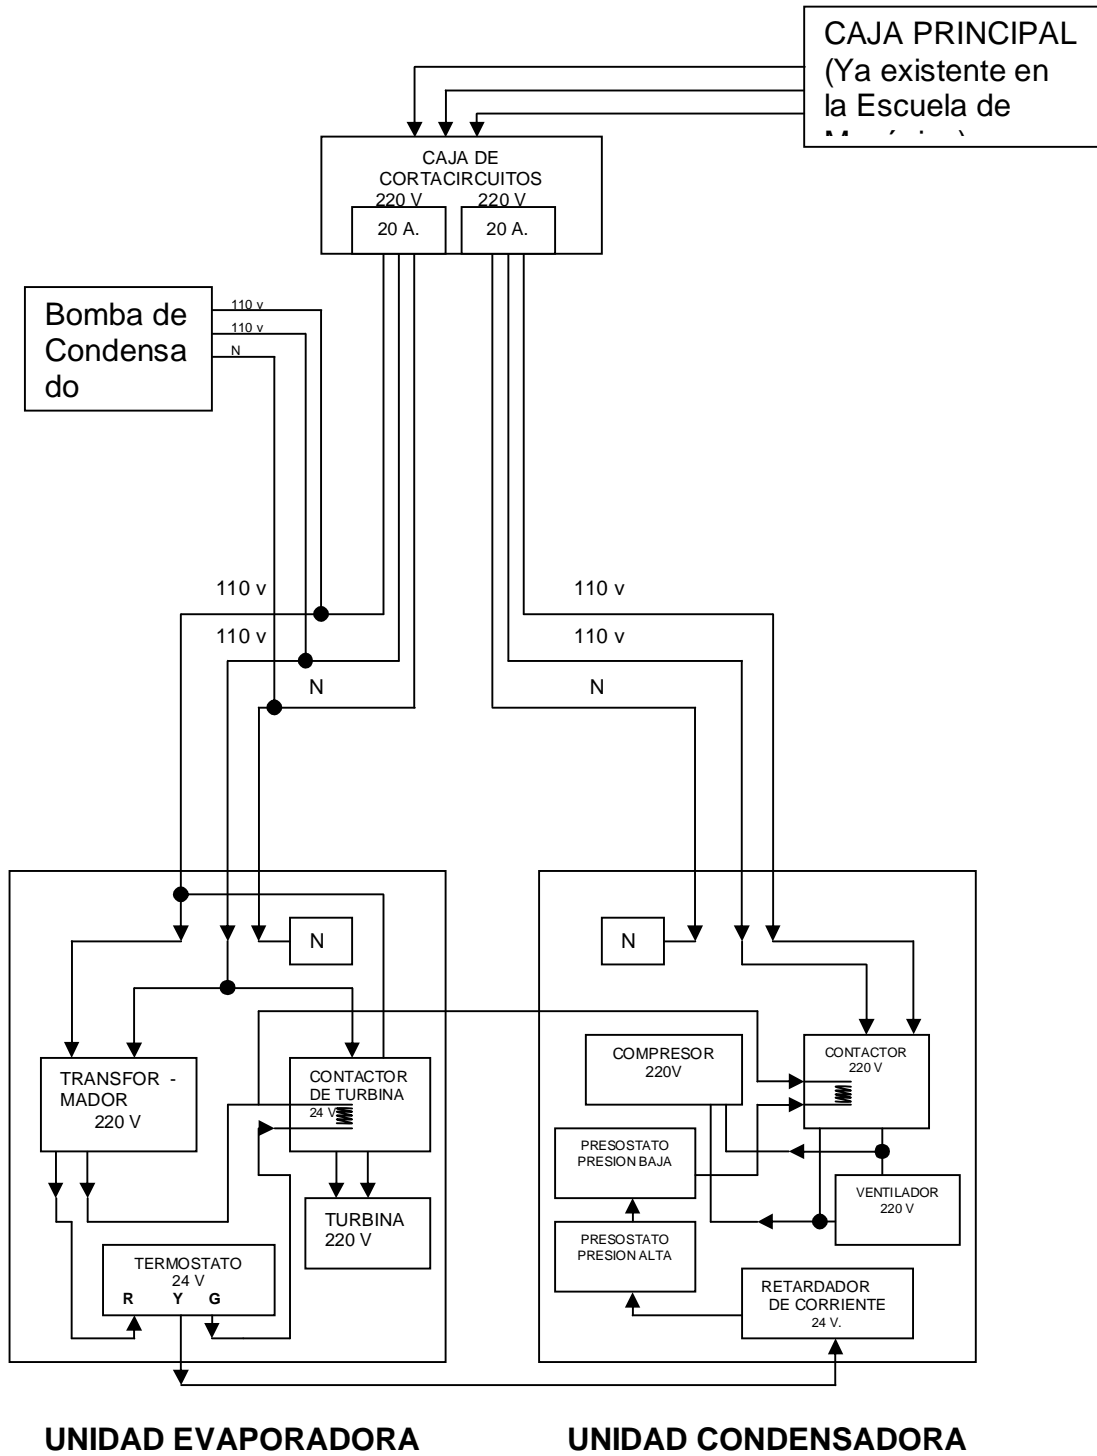 CAJA PRINCIPAL
(Ya existente en
la Escuela de
CAJA DE
CORTACIRCUITOS
220 V 220 V
20 A. 20 A.
Bomba de
Condensa
do
110 v
110 v
N
110 v 110 v
110 v 110 v
N N
N N
TRANSFOR -
MADOR
220 V
CONTACTOR
DE TURBINA
24 V
TURBINA
220 V
TERMOSTATO
24 V
R Y G
COMPRESOR
220V
CONTACTOR
220 V
PRESOSTATO
PRESION BAJA
VENTILADOR
220 V
PRESOSTATO
PRESION ALTA
RETARDADOR
DE CORRIENTE
24 V.
UNIDAD EVAPORADORA UNIDAD CONDENSADORA